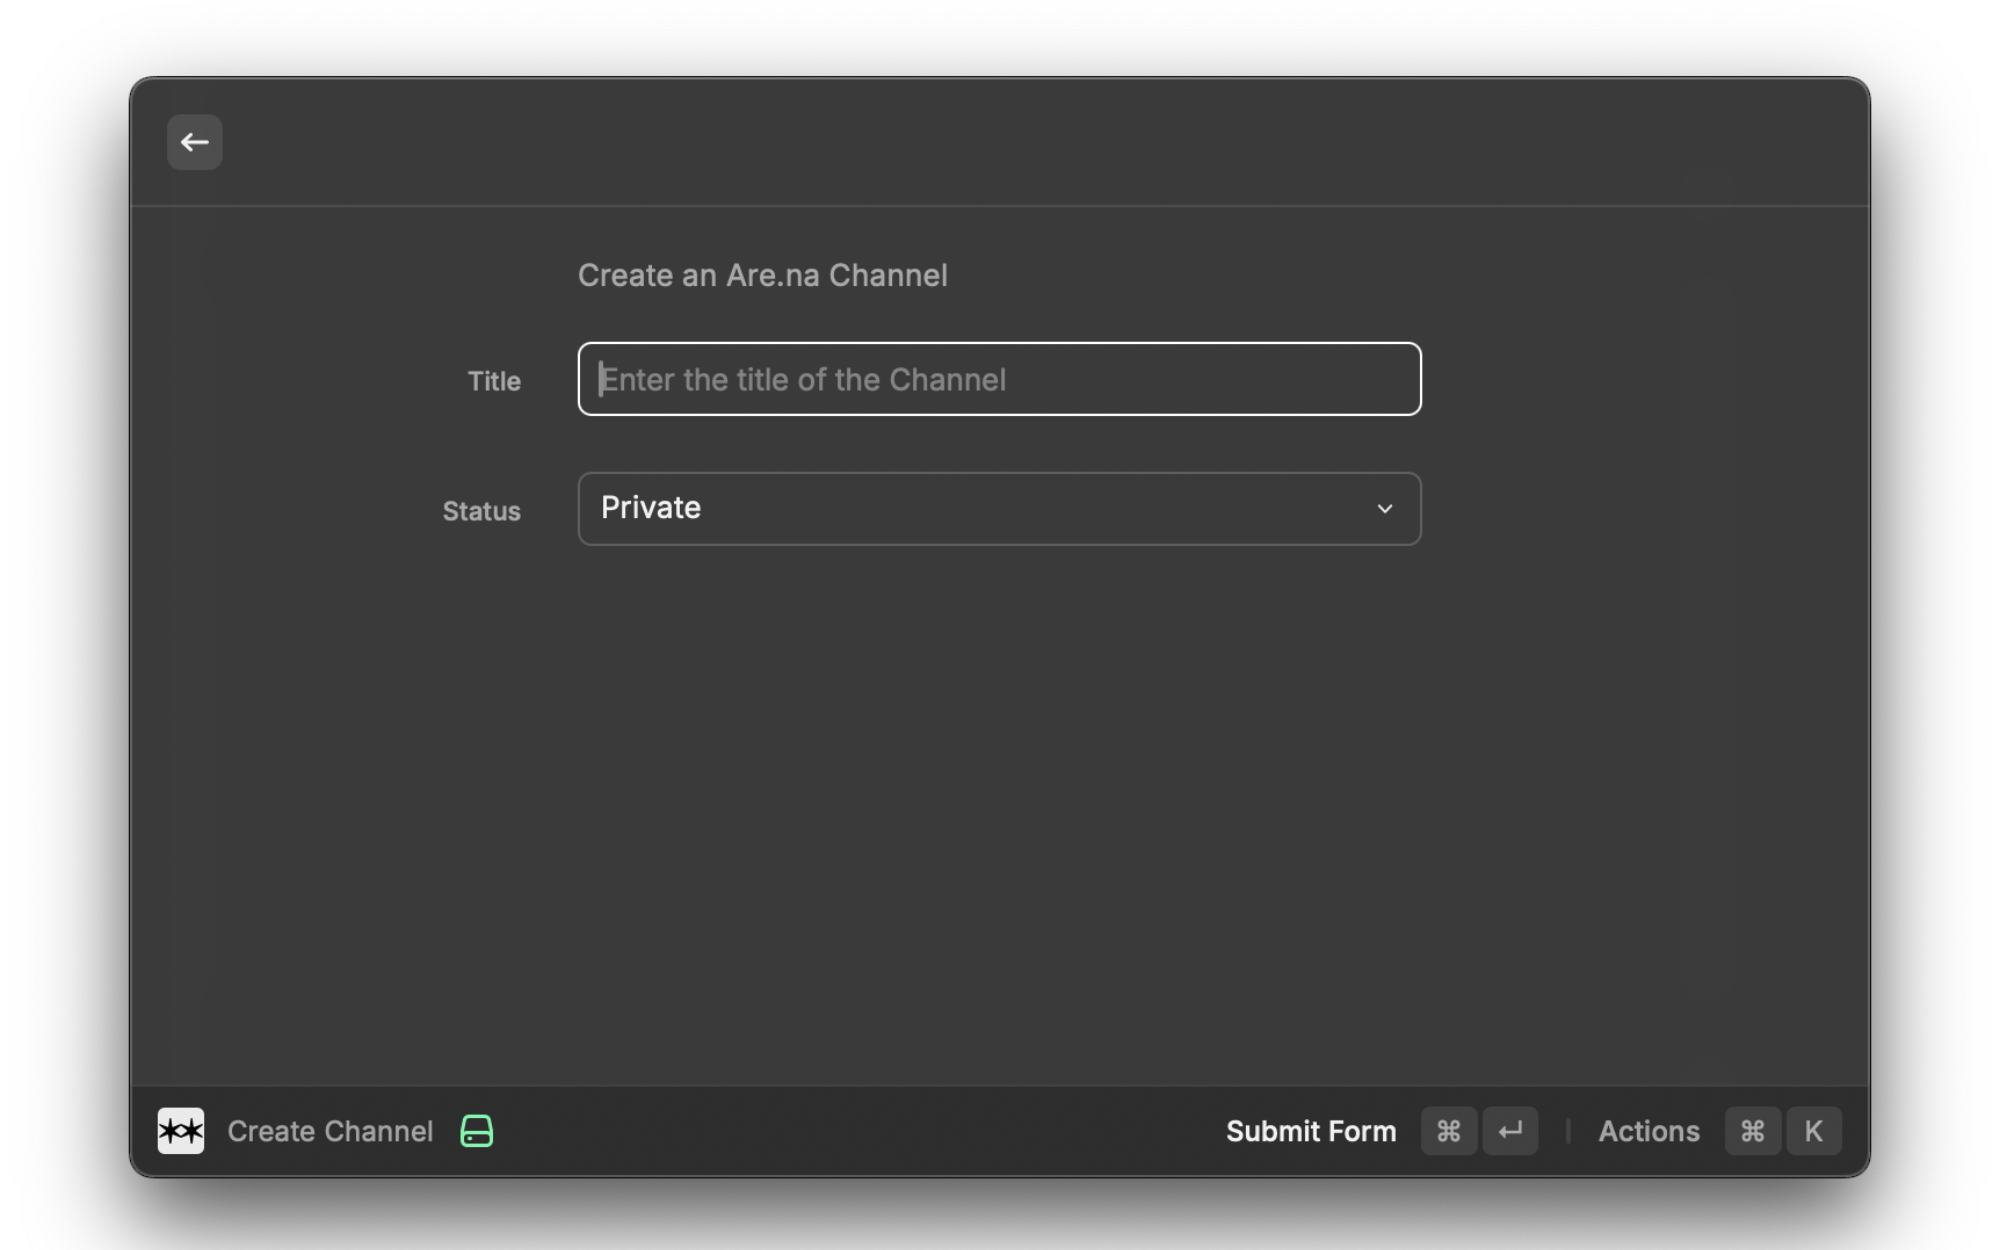 Create an Are.na Channel
Title
Enter the title of the Channel
Status
Private
Create Channel
Submit Form ⌘ ↵
Actions ⌘ K